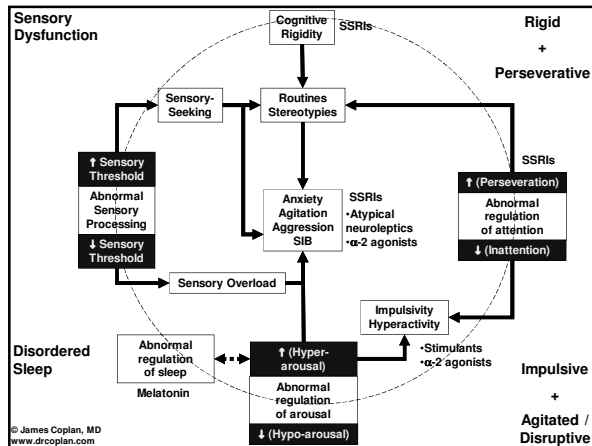 Sensory
Dysfunction
Cognitive
Rigidity
SSRIs
Rigid
+
Perseverative
Sensory-
Seeking
Routines
Stereotypies
↑ Sensory
Threshold
Abnormal
Sensory
Processing
↓ Sensory
Threshold
SSRIs
↑ (Perseveration)
Abnormal
regulation
of attention
↓ (Inattention)
Anxiety
Agitation
Aggression
SIB
SSRIs
•Atypical
neuroleptics
•α-2 agonists
Sensory Overload
Impulsivity
Hyperactivity
•Stimulants
•α-2 agonists
Disordered
Sleep
Abnormal
regulation
of sleep
Melatonin
↑ (Hyper-
arousal)
Abnormal
regulation
of arousal
↓ (Hypo-arousal)
Impulsive
+
Agitated /
Disruptive
© James Coplan, MD
www.drcoplan.com